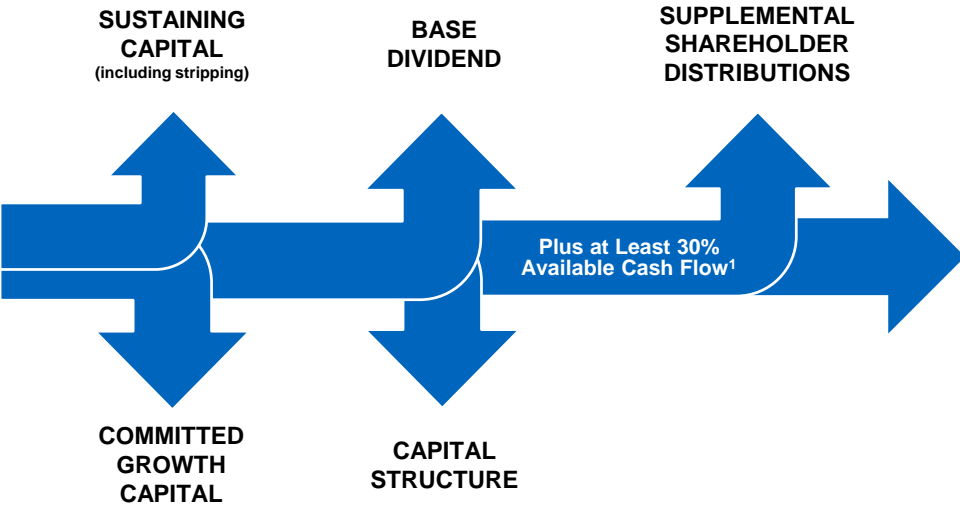 SUSTAINING
CAPITAL
(including stripping)
BASE
DIVIDEND
SUPPLEMENTAL
SHAREHOLDER
DISTRIBUTIONS
Plus at Least 30%
Available Cash Flow¹
COMMITTED
GROWTH
CAPITAL
CAPITAL
STRUCTURE